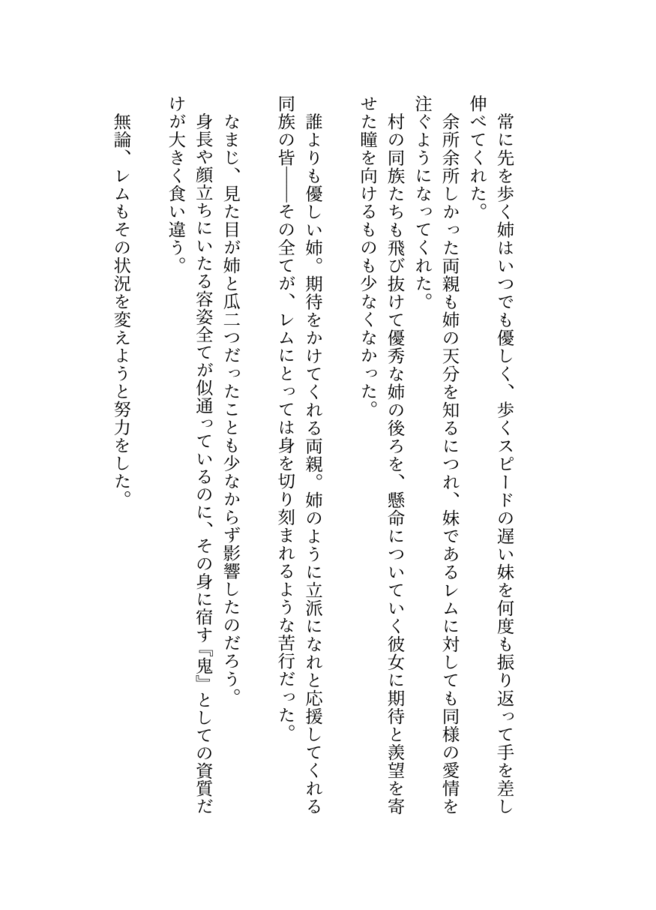 常に先を歩く姉はいつでも優しく、歩くスピードの遅い妹を何度も振り返って手を差し
伸べてくれた。
余所余所しかった両親も姉の天分を知るにつれ、妹であるレムに対しても同様の愛情を
注ぐようになってくれた。
村の同族たちも飛び抜けて優秀な姉の後ろを、懸命についていく彼女に期待と羨望を寄
せた瞳を向けるものも少なくなかった。
誰よりも優しい姉。期待をかけてくれる両親。姉のように立派になれと応援してくれる
同族の皆――その全てが、レムにとっては身を切り刻まれるような苦行だった。
なまじ、見た目が姉と瓜二つだったことも少なからず影響したのだろう。
身長や顔立ちにいたる容姿全てが似通っているのに、その身に宿す『鬼』としての資質だ
けが大きく食い違う。
無論、レムもその状況を変えようと努力をした。